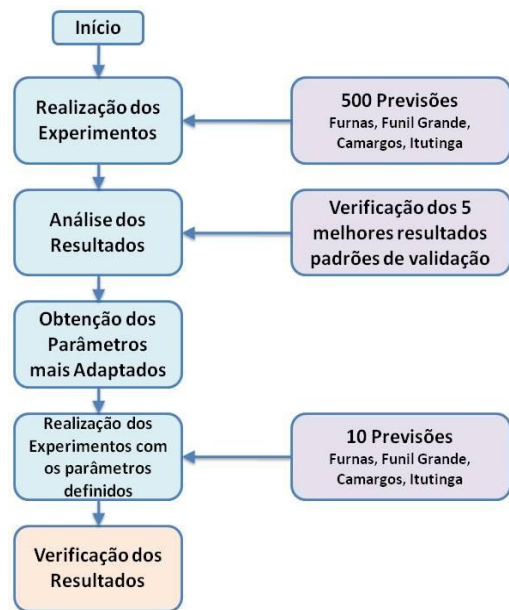 Início
Realização dos
Experimentos
500 Previsões
Furnas, Funil Grande,
Camargos, Itutinga
Análise dos
Resultados
Verificação dos 5
melhores resultados
padrões de validação
Obtenção dos
Parâmetros
mais Adaptados
Realização dos
Experimentos com
os parâmetros
definidos
10 Previsões
Furnas, Funil Grande,
Camargos, Itutinga
Verificação dos
Resultados